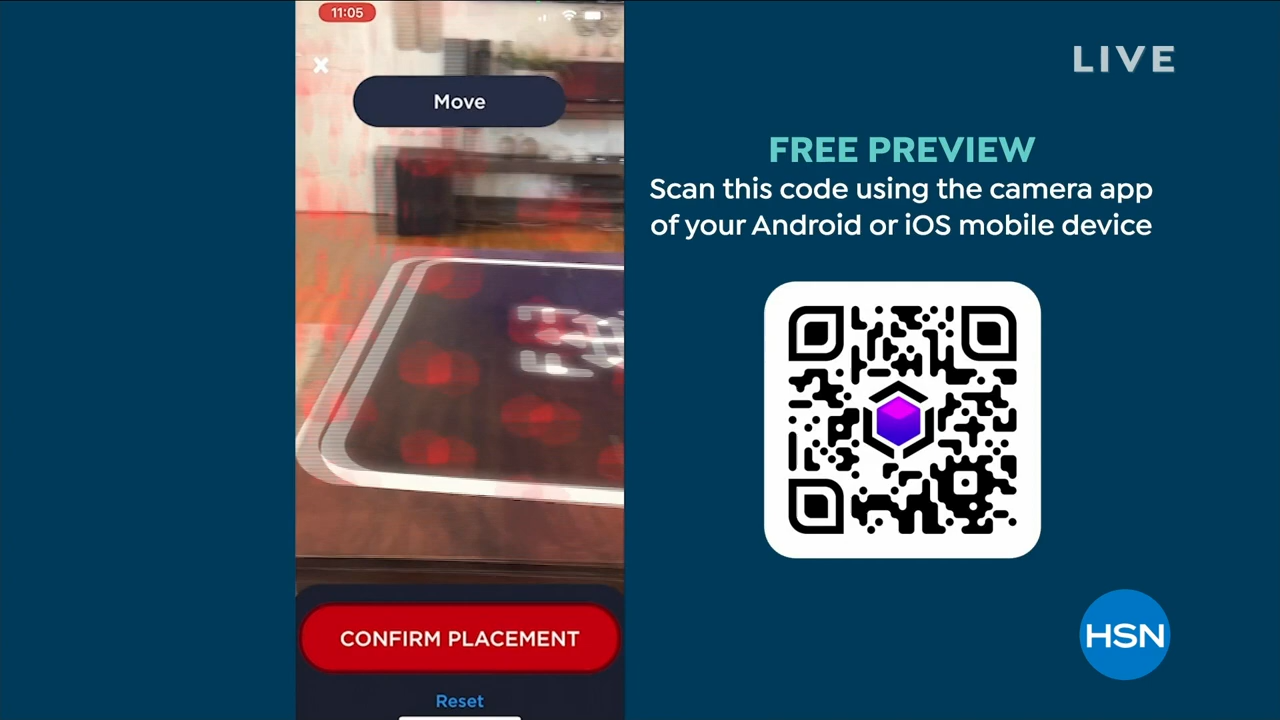 11:05
Move
CONFIRM PLACEMENT
Reset
LIVE
FREE PREVIEW
Scan this code using the camera app
of your Android or iOS mobile device
HSN